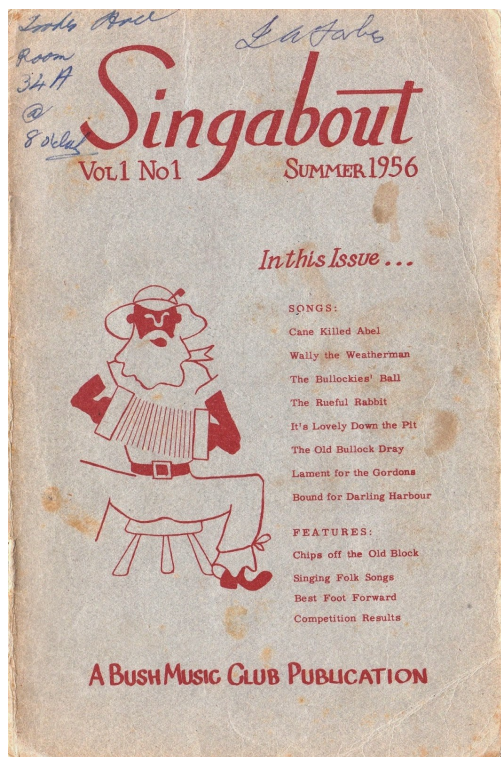 Room
34A
@
8 o'clock
Singabout
VOL 1 No 1 SUMMER 1956
In this Issue...
SONGS:
Cane Killed Abel
Wally the Weatherman
The Bullockies' Ball
The Rueful Rabbit
It's Lovely Down the Pit
The Old Bullock Dray
Lament for the Gordons
Bound for Darling Harbour
FEATURES:
Chips off the Old Block
Singing Folk Songs
Best Foot Forward
Competition Results
A BUSH MUSIC CLUB PUBLICATION